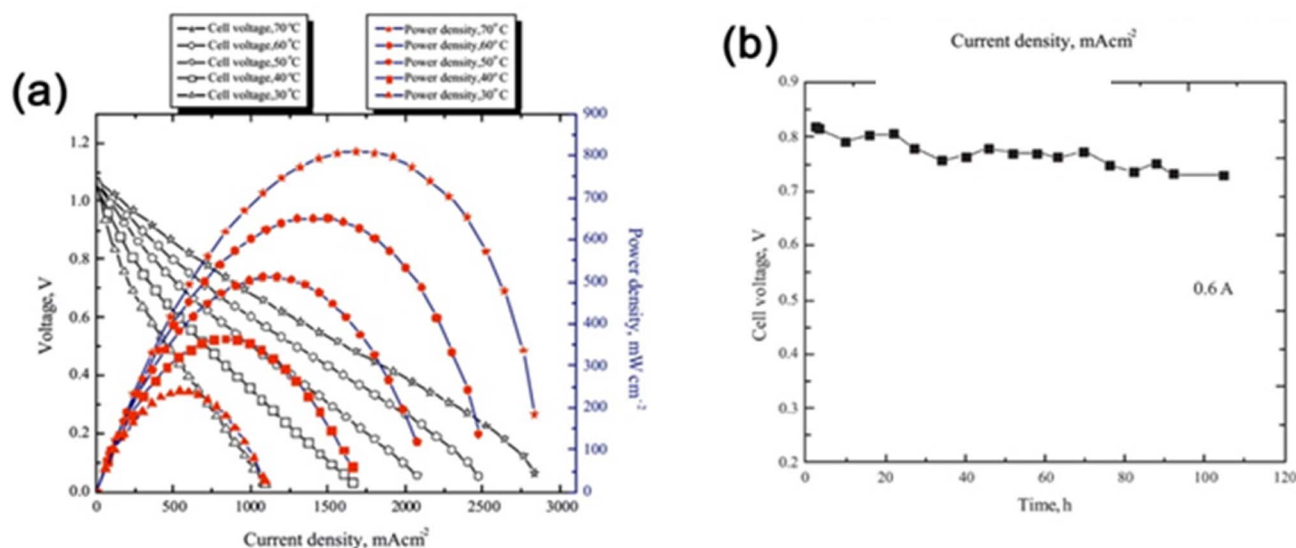 Cell voltage,70°C
Cell voltage,60°C
Cell voltage,50°C
Cell voltage,40°C
Cell voltage,30°C
Power density,70°C
Power density,60°C
Power density,50°C
Power density,40°C
Power density,30°C
(a)
Voltage, V
1.2
1.0
0.8
0.6
0.4
0.2
0.0
0 500 1000 1500 2000 2500 3000
Current density, mAcm-2
900
800
700
600
500
400
300
200
100
0
Power density, mW cm-2
(b)
Current density, mAcm-2
Cell voltage, V
0.9
0.8
0.7
0.6
0.5
0.4
0.3
0.2
0.6 A
0 20 40 60 80 100 120
Time, h